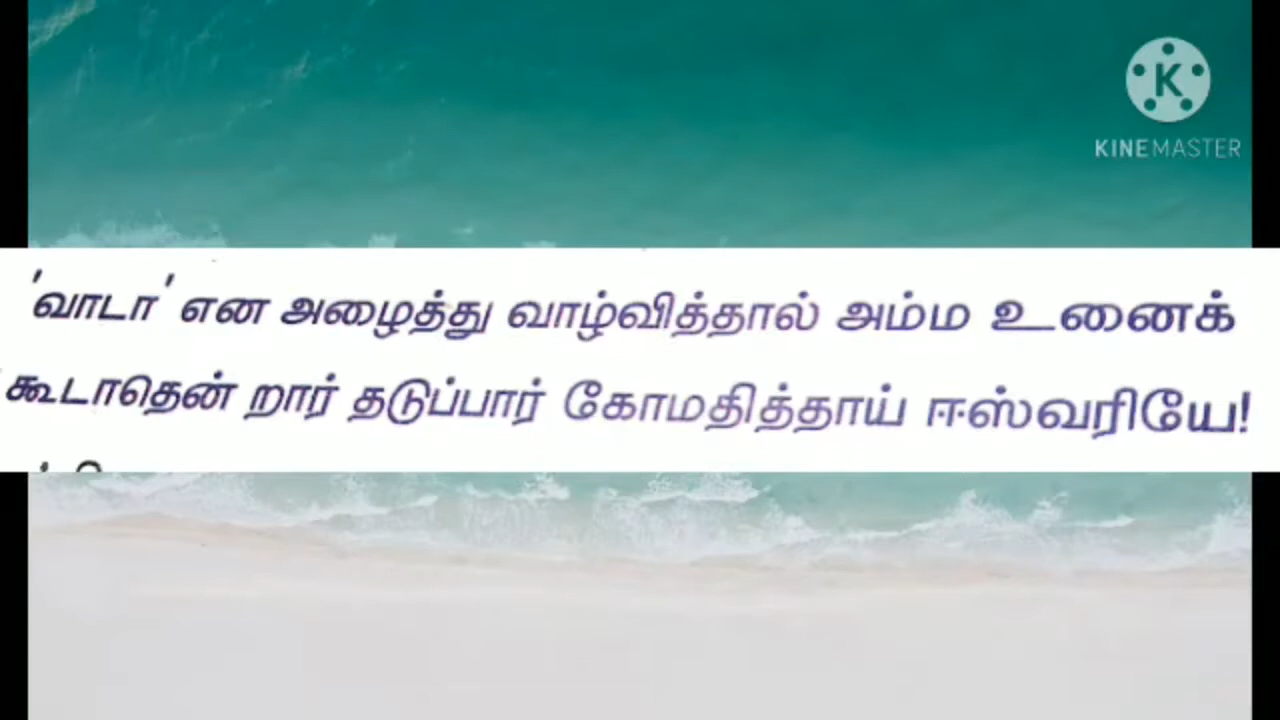 KINEMASTER
'வாடா' என அழைத்து வாழ்வித்தால் அம்ம உனைக்
கூடாதென் றார் தடுப்பார் கோமதித்தாய் ஈஸ்வரியே!